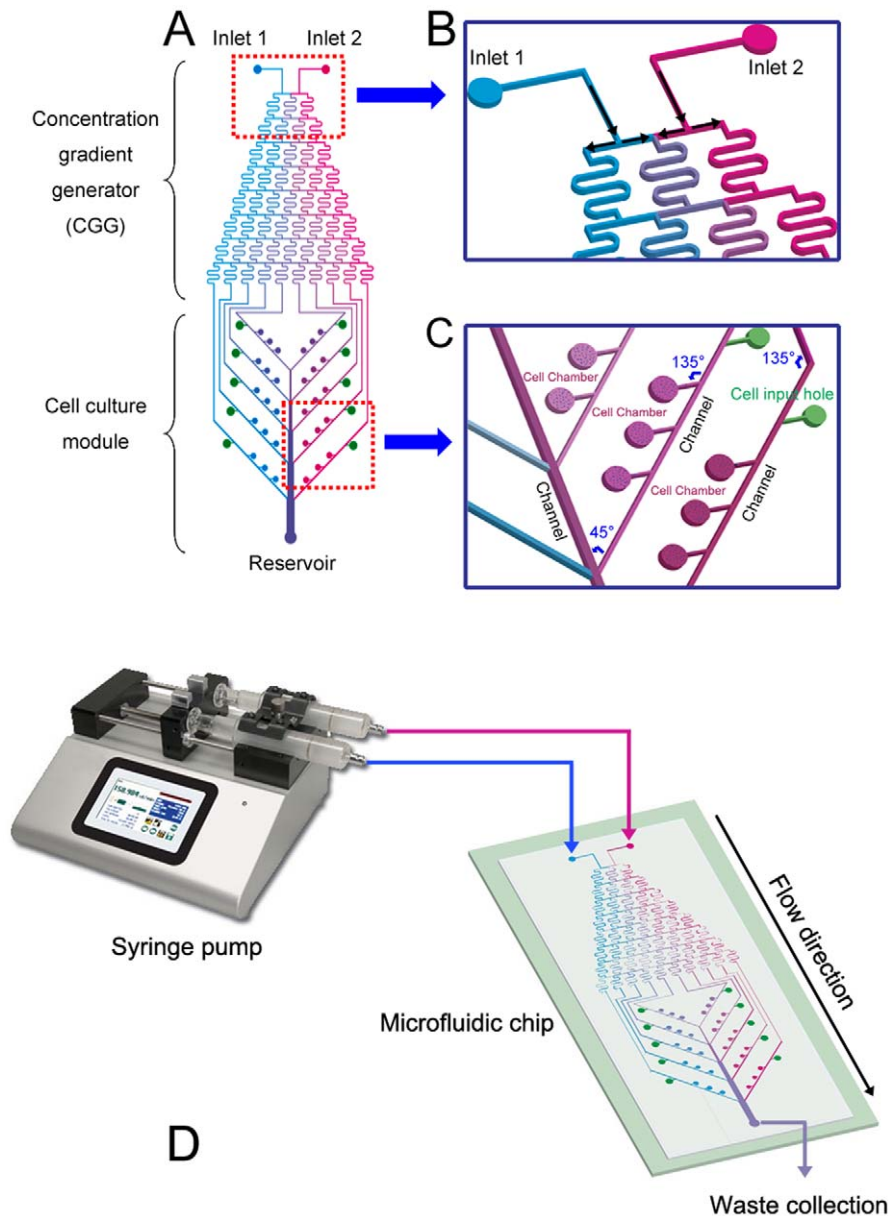 A
Inlet 1
Inlet 2
Concentration
gradient
generator
(CGG)
Cell culture
module
Reservoir
B
Inlet 1
Inlet 2
C
135°
135°
Cell Chamber
Cell input hole
Cell Chamber
Channel
Cell Chamber
Channel
Channel
45°
Syringe pump
Flow direction
Microfluidic chip
D
Waste collection